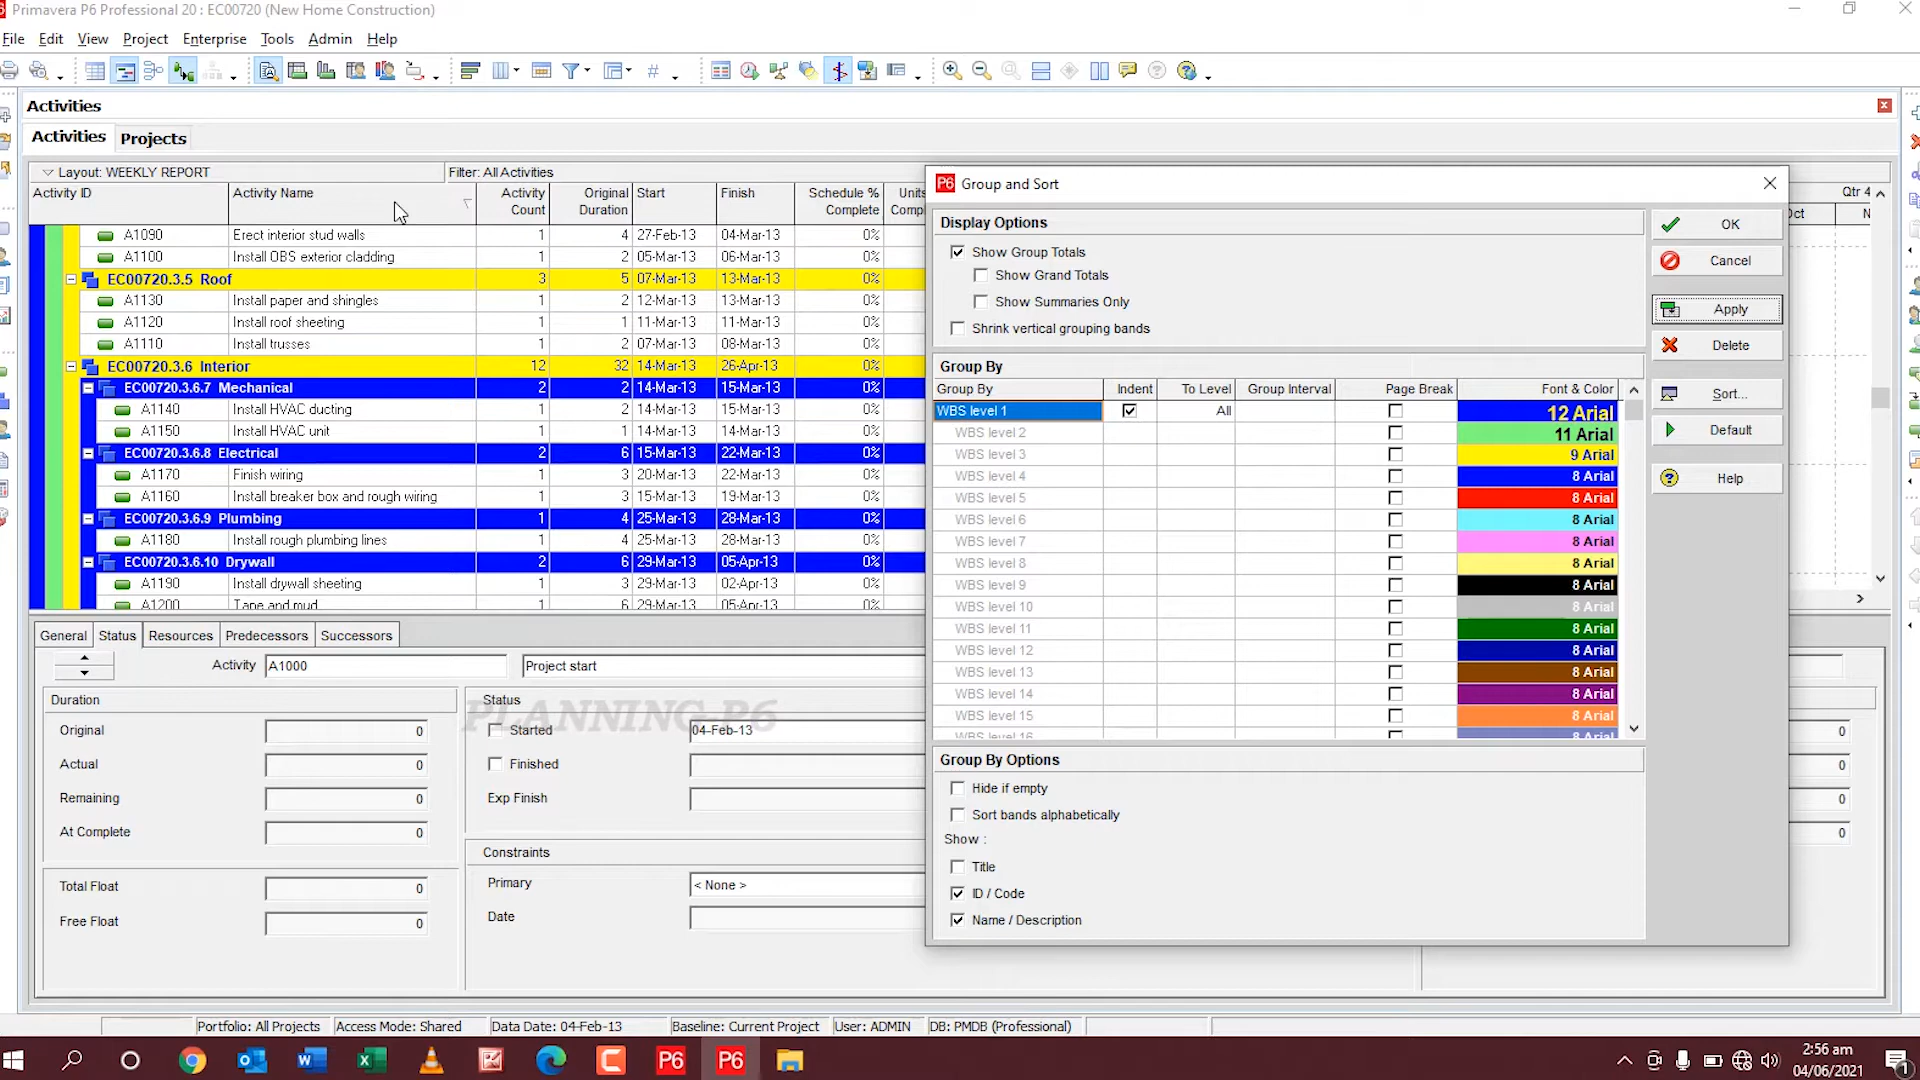 Primavera P6 Professional 20 : EC00720 (New Home Construction)
File Edit View Project Enterprise Tools Admin Help
Activities
Activities Projects
Layout: WEEKLY REPORT Filter: All Activities
Activity ID Activity Name Activity Count Original Duration Start Finish Schedule % Complete
A1090 Erect interior stud walls 1 4 27-Feb-13 04-Mar-13 0%
A1100 Install OBS exterior cladding 1 2 05-Mar-13 06-Mar-13 0%
EC00720.3.5 Roof 3 5 07-Mar-13 13-Mar-13 0%
A1130 Install paper and shingles 1 2 12-Mar-13 13-Mar-13 0%
A1120 Install roof sheeting 1 1 11-Mar-13 11-Mar-13 0%
A1110 Install trusses 1 2 07-Mar-13 08-Mar-13 0%
EC00720.3.6 Interior 12 32 14-Mar-13 26-Apr-13 0%
EC00720.3.6.7 Mechanical 2 2 14-Mar-13 15-Mar-13 0%
A1140 Install HVAC ducting 1 2 14-Mar-13 15-Mar-13 0%
A1150 Install HVAC unit 1 1 14-Mar-13 14-Mar-13 0%
EC00720.3.6.8 Electrical 2 6 15-Mar-13 22-Mar-13 0%
A1170 Finish wiring 1 3 20-Mar-13 22-Mar-13 0%
A1160 Install breaker box and rough wiring 1 3 15-Mar-13 19-Mar-13 0%
EC00720.3.6.9 Plumbing 1 4 25-Mar-13 28-Mar-13 0%
A1180 Install rough plumbing lines 1 4 25-Mar-13 28-Mar-13 0%
EC00720.3.6.10 Drywall 2 6 29-Mar-13 05-Apr-13 0%
A1190 Install drywall sheeting 1 3 29-Mar-13 02-Apr-13 0%
A1200 Tape and mud 1 6 29-Mar-13 05-Apr-13 0%
Qtr 4
General Status Resources Predecessors Successors
Activity A1000 Project start
Duration
Original 0
Actual 0
Remaining 0
At Complete 0
Total Float 0
Free Float 0
Status
PLANNING-P6
Started 04-Feb-13
Finished
Exp Finish
Constraints
Primary < None >
Date
0
0
0
0
Group and Sort
Display Options
Show Group Totals
Show Grand Totals
Show Summaries Only
Shrink vertical grouping bands
OK
Cancel
Apply
Delete
Sort...
Default
Help
Group By
Group By Indent To Level Group Interval Page Break Font & Color
WBS level 1 All 12 Arial
WBS level 2 11 Arial
WBS level 3 9 Arial
WBS level 4 8 Arial
WBS level 5 8 Arial
WBS level 6 8 Arial
WBS level 7 8 Arial
WBS level 8 8 Arial
WBS level 9 8 Arial
WBS level 10 8 Arial
WBS level 11 8 Arial
WBS level 12 8 Arial
WBS level 13 8 Arial
WBS level 14 8 Arial
WBS level 15 8 Arial
WBS level 16 8 Arial
Group By Options
Hide if empty
Sort bands alphabetically
Show :
Title
ID / Code
Name / Description
Portfolio: All Projects Access Mode: Shared Data Date: 04-Feb-13 Baseline: Current Project User: ADMIN DB: PMDB (Professional)
2:56 am
04/06/2021